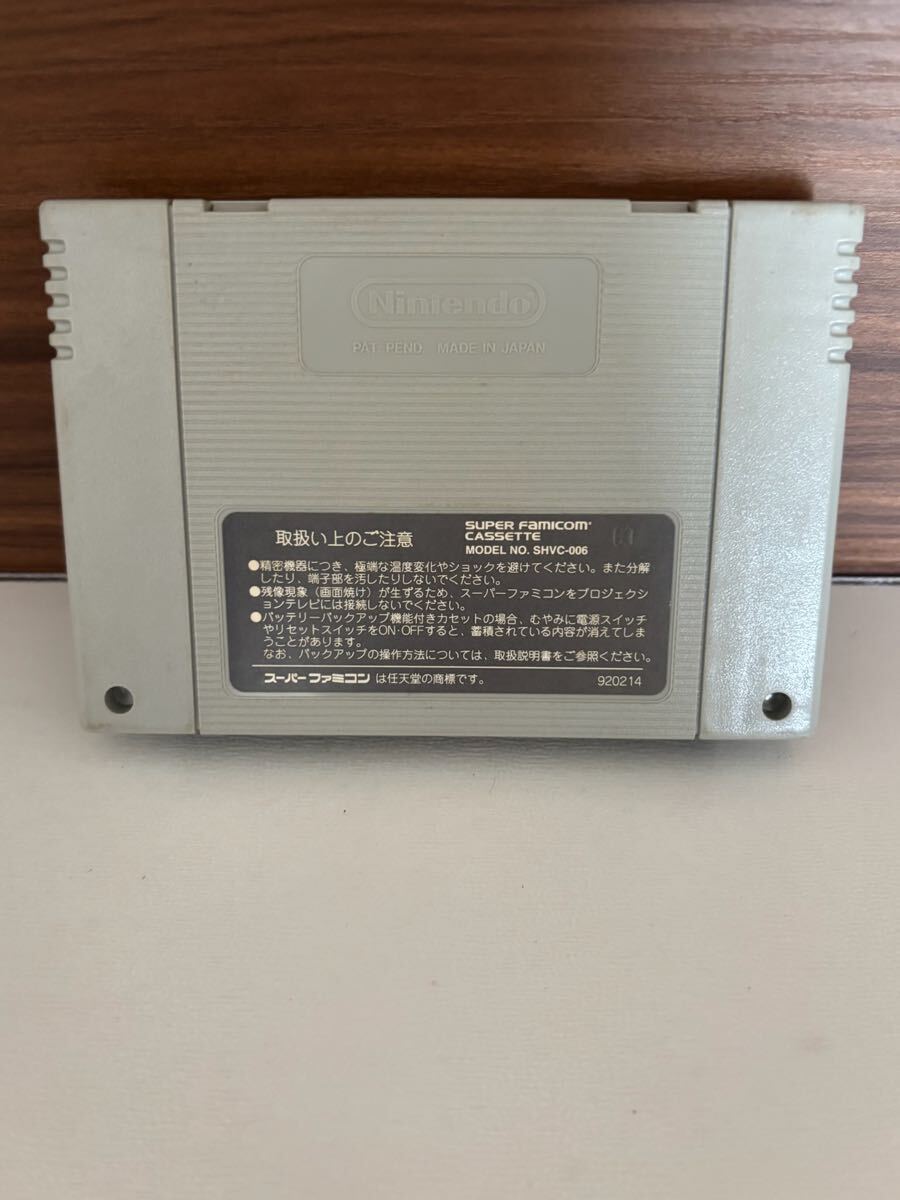 Nintendo
PAT. PEND. MADE IN JAPAN
取扱い上のご注意
SUPER FAMICOM
CASSETTE
MODEL NO. SHVC-006
●精密機器につき、極端な温度変化やショックを避けてください。また分解
したり、端子部を汚したりしないでください。
●残像現象（画面焼け）が生ずるため、スーパーファミコンをプロジェクシ
ョンテレビには接続しないでください。
●バッテリーバックアップ機能付きカセットの場合、むやみに電源スイッチ
やリセットスイッチをON・OFFすると、蓄積されている内容が消えてしま
うことがあります。
なお、バックアップの操作方法については、取扱説明書をご参照ください。
スーパーファミコンは任天堂の商標です。
920214